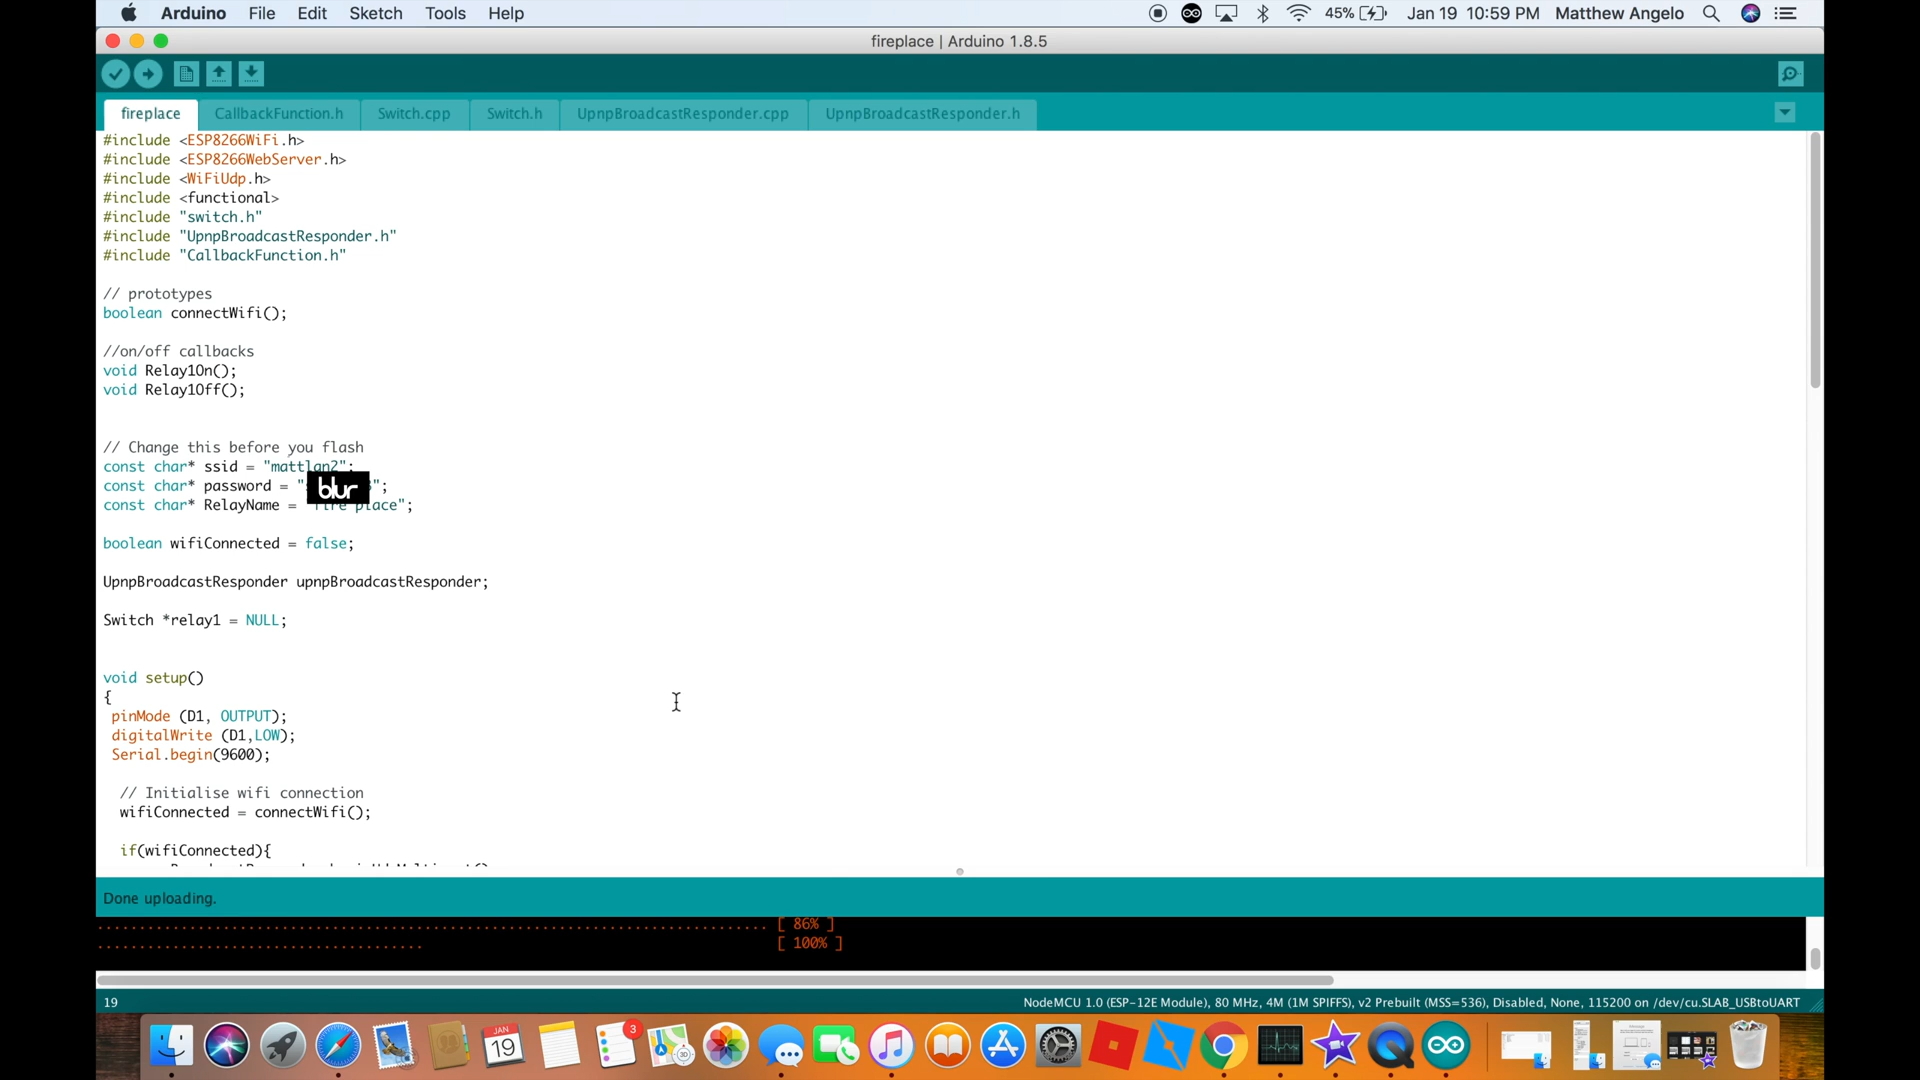 Arduino File Edit Sketch Tools Help 45% Jan 19 10:59 PM Matthew Angelo
fireplace | Arduino 1.8.5
fireplace CallbackFunction.h Switch.cpp Switch.h UpnpBroadcastResponder.cpp UpnpBroadcastResponder.h
#include <ESP8266WiFi.h>
#include <ESP8266WebServer.h>
#include <WiFiUdp.h>
#include <functional>
#include "switch.h"
#include "UpnpBroadcastResponder.h"
#include "CallbackFunction.h"
// prototypes
boolean connectWifi();
//on/off callbacks
void Relay1On();
void Relay1Off();
// Change this before you flash
const char* ssid = "mattlan2";
const char* password = " blur ";
const char* RelayName = "fire place";
boolean wifiConnected = false;
UpnpBroadcastResponder upnpBroadcastResponder;
Switch *relay1 = NULL;
void setup()
{
pinMode (D1, OUTPUT);
digitalWrite (D1,LOW);
Serial.begin(9600);
// Initialise wifi connection
wifiConnected = connectWifi();
if(wifiConnected){
Done uploading.
................................................................................ [ 86% ]
....................................... [ 100% ]
19 NodeMCU 1.0 (ESP-12E Module), 80 MHz, 4M (1M SPIFFS), v2 Prebuilt (MSS=536), Disabled, None, 115200 on /dev/cu.SLAB_USBtoUART
JAN
19
3